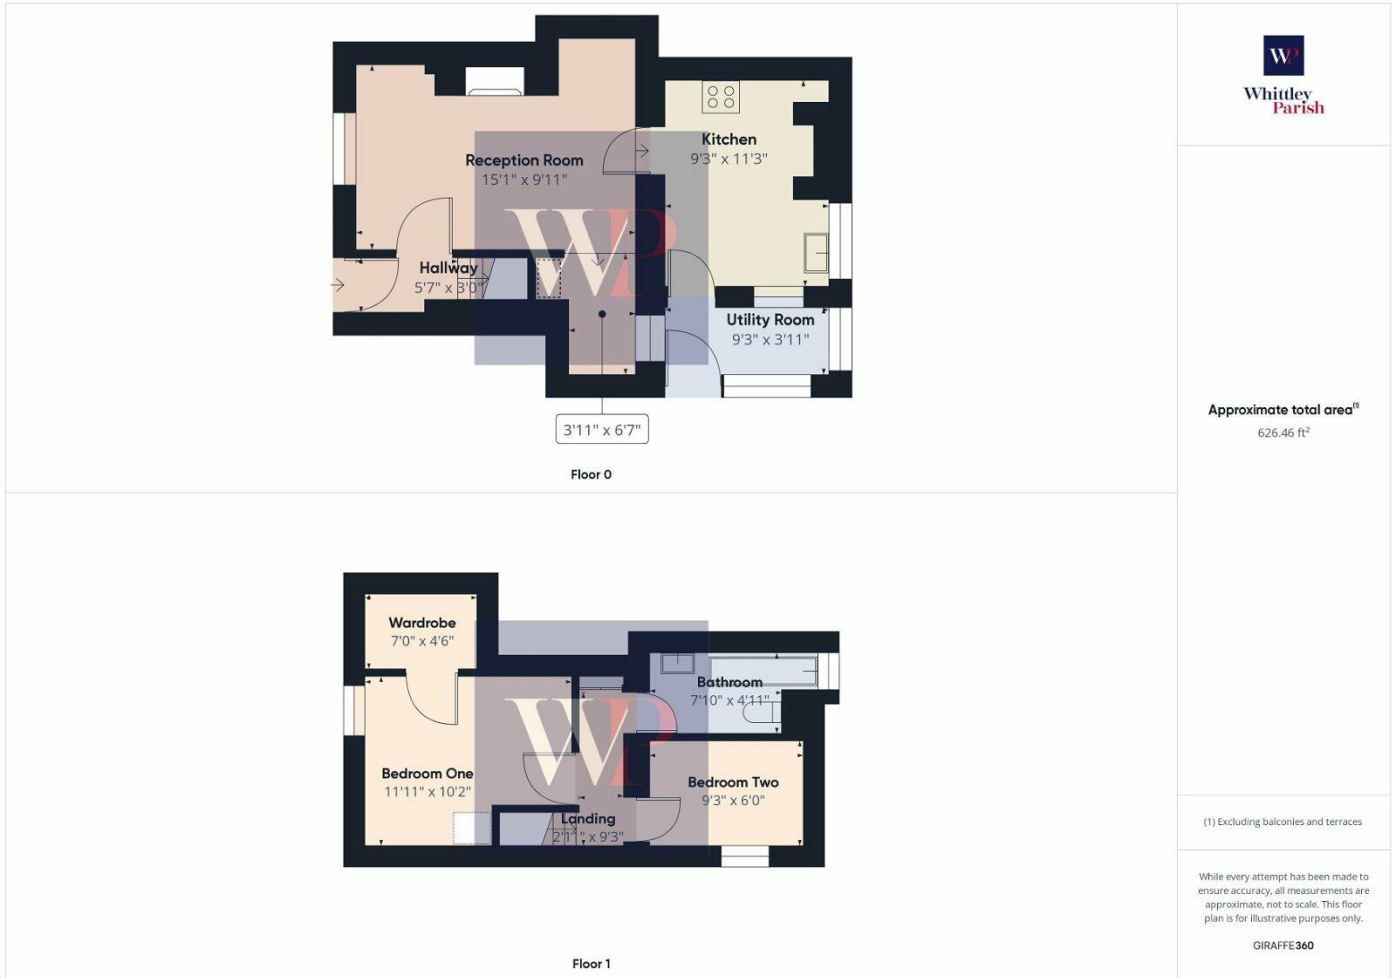 WP
Whittley
Parish
Kitchen
9'3" x 11'3"
Reception Room
15'1" x 9'11"
WP
Hallway
5'7" x 3'0"
Utility Room
9'3" x 3'11"
3'11" x 6'7"
Floor 0
Approximate total area(1)
626.46 ft²
Wardrobe
7'0" x 4'6"
Bathroom
7'10" x 4'11"
WP
Bedroom One
11'11" x 10'2"
Bedroom Two
9'3" x 6'0"
Landing
2'11" x 9'3"
Floor 1
(1) Excluding balconies and terraces
While every attempt has been made to
ensure accuracy, all measurements are
approximate, not to scale. This floor
plan is for illustrative purposes only.
GIRAFFE360